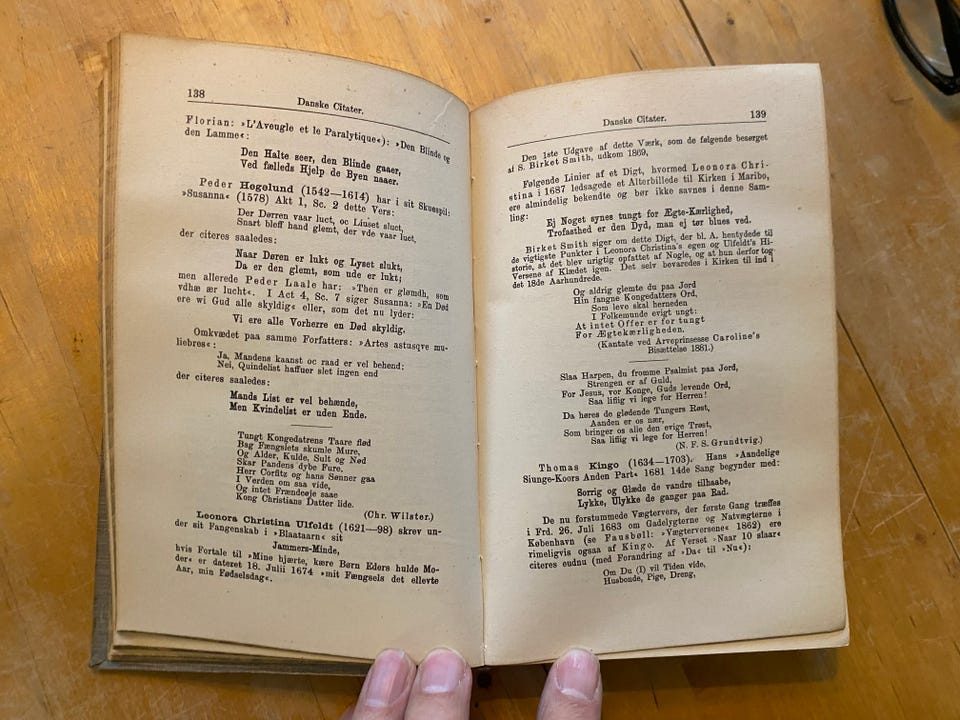 138
Danske Citater.
Florian: »L'Aveugle et le Paralytique«): »Den Blinde og
den Lamme«:
Den Halte seer, den Blinde gaaer,
Ved fælleds Hjelp de Byen naaer.
Peder Hegelund (1542—1614) har i sit Skuespil:
»Susanna« (1578) Akt 1, Sc. 2 dette Vers:
Der Dørren vaar luct, oc Liuset sluct,
Snart bleff hand glemt, der vde vaar luct,
der citeres saaledes:
Naar Døren er lukt og Lyset slukt,
Da er den glemt, som ude er lukt;
men allerede Peder Laale har: »Then er glømdh, som
vdhæ ær lucht«. I Act 4, Sc. 7 siger Susanna: »En Død
ere wi Gud alle skyldig« eller, som det nu lyder:
Vi ere alle Vorherre en Død skyldig.
Omkvædet paa samme Forfatters: »Artes astusqve mu-
liebres«:
Ja, Mandens kaanst oc raad er vel behend:
Nei, Quindelist haffuer slet ingen end
der citeres saaledes:
Mands List er vel behænde,
Men Kvindelist er uden Ende.
Tungt Kongedatrens Taare flød
Bag Fængslets skumle Mure,
Og Alder, Kulde, Sult og Nød
Skar Pandens dybe Fure.
Herr Corfitz og hans Sønner gaa
I Verden om saa vide,
Og intet Frændeøje saae
Kong Christians Datter lide.
(Chr. Wilster.)
Leonora Christina Ulfeldt (1621—98) skrev un-
der sit Fangenskab i »Blaataarn« sit
Jammers-Minde,
hvis Fortale til »Mine hjærte, kære Børn Eders hulde Mo-
der« er dateret 18. Julii 1674 »mit Fængsels det ellevte
Aar, min Fødselsdag«.
Danske Citater.
139
Den 1ste Udgave af dette Værk, som de følgende besørget
af S. Birket Smith, udkom 1869,
Følgende Linier af et Digt, hvormed Leonora Chri-
stina i 1687 ledsagede et Alterbillede til Kirken i Maribo,
ere almindelig bekendte og bør ikke savnes i denne Sam-
ling:
Ej Noget synes tungt for Ægte-Kærlighed,
Trofasthed er den Dyd, man ej tør blues ved.
Birket Smith siger om dette Digt, der bl. A. hentydede til
de vigtigste Punkter i Leonora Christina's egen og Ulfeldt's Hi-
storie, at det blev urigtig opfattet af Nogle, og at hun derfor tog
Versene af Klædet igen. Det selv bevaredes i Kirken til ind i
det 18de Aarhundrede.
Og aldrig glemte du paa Jord
Hin fangne Kongedatters Ord,
Som leve skal herneden
I Folkemunde evigt ungt:
At intet Offer er for tungt
For Ægtekærligheden.
(Kantate ved Arveprinsesse Caroline's
Bisættelse 1881.)
Slaa Harpen, du fromme Psalmist paa Jord,
Strengen er af Guld,
For Jesus, vor Konge, Guds levende Ord,
Saa liflig vi lege for Herren!
Da høres de glødende Tungers Røst,
Aanden er os nær,
Som bringer os alle den evige Trøst,
Saa liflig vi lege for Herren!
(N. F. S. Grundtvig.)
Thomas Kingo (1634—1703). Hans »Aandelige
Siunge-Koors Anden Part« 1681 14de Sang begynder med:
Sorrig og Glæde de vandre tilhaabe,
Lykke, Ulykke de ganger paa Rad.
De nu forstummede Vægtervers, der første Gang træffes
i Frd. 26. Juli 1683 om Gadelygterne og Natvægterne i
København (se Fausbøll: »Vægterversene« 1862) ere
rimeligvis ogsaa af Kingo. Af Verset »Naar 10 slaar«
citeres eudnu (med Forandring af »Da« til »Nu«):
Om Du (I) vil Tiden vide,
Husbonde, Pige, Dreng,